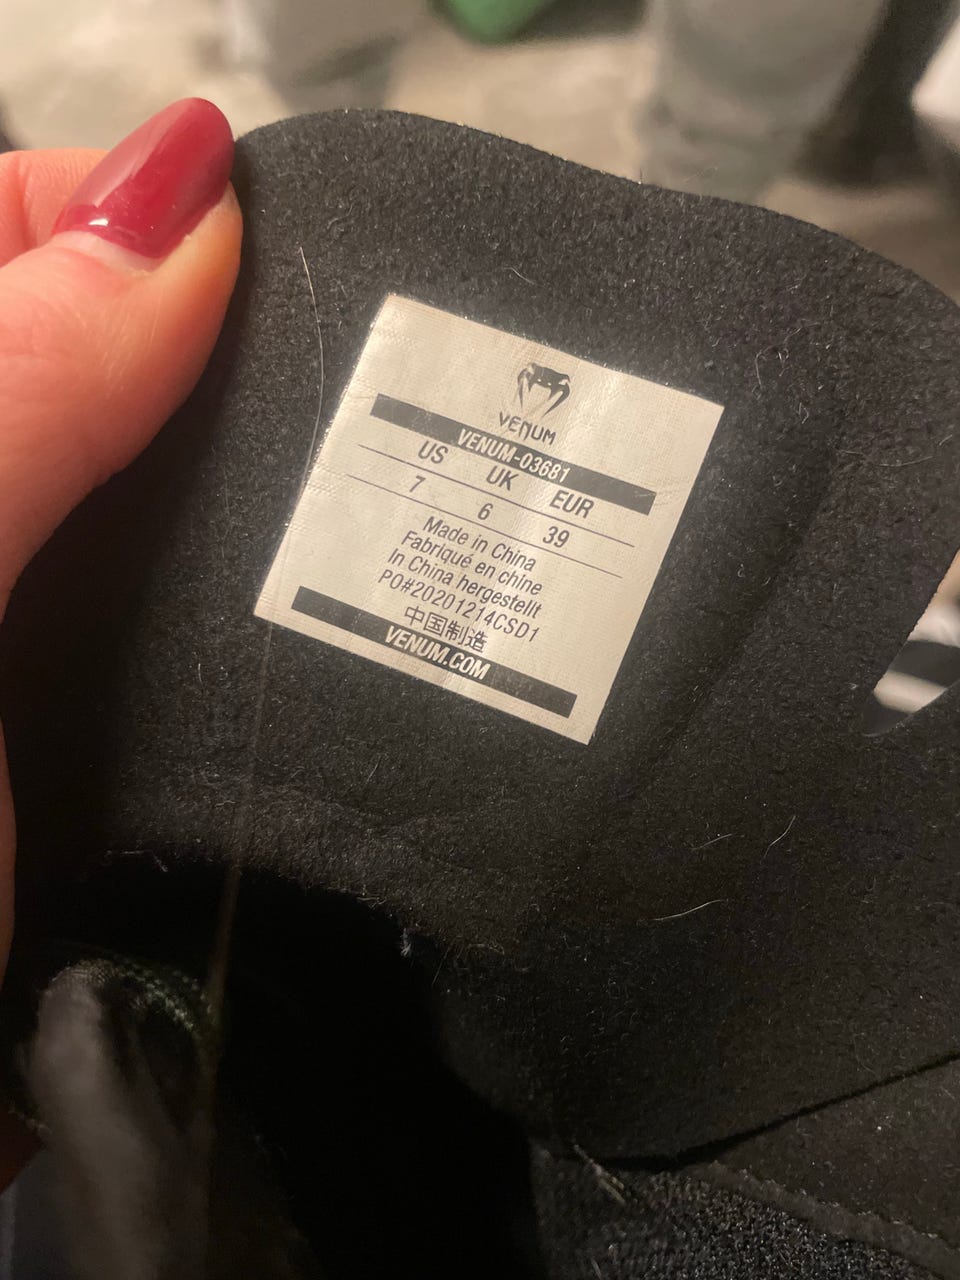 VENUM
VENUM-03681
US UK EUR
7 6 39
Made in China
Fabriqué en chine
In China hergestellt
PO#20201214CSD1
中国制造
VENUM.COM